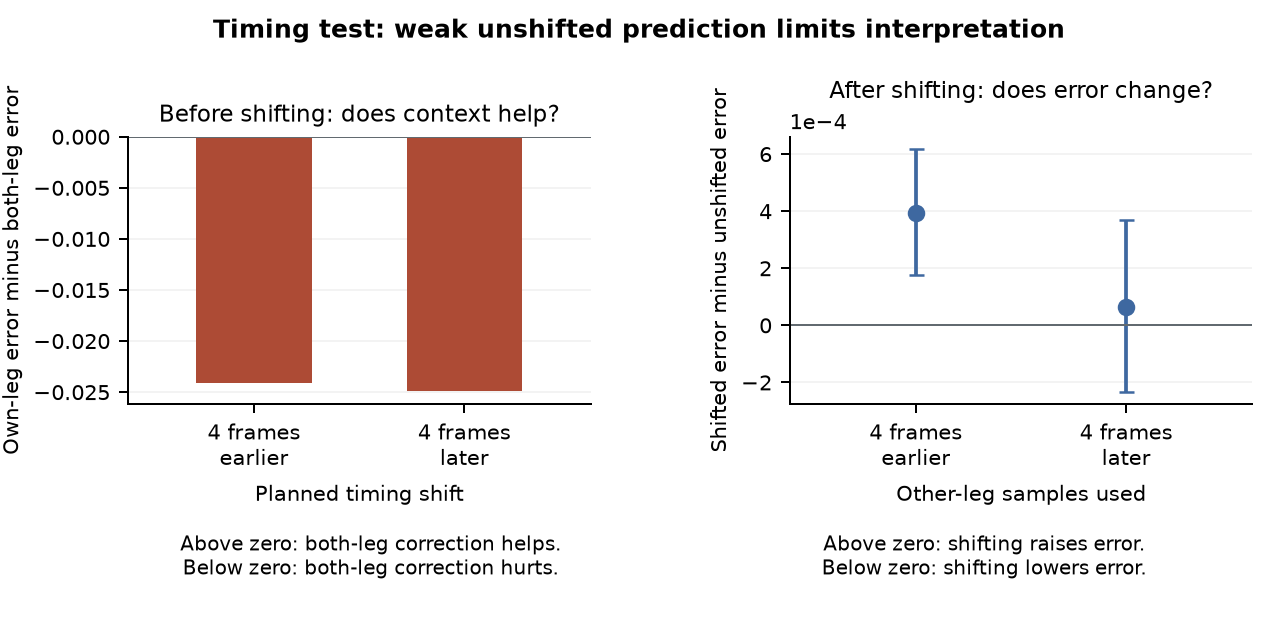 Timing test: weak unshifted prediction limits interpretation
Before shifting: does context help?
Own-leg error minus both-leg error
0.000
−0.005
−0.010
−0.015
−0.020
−0.025
4 frames
earlier
4 frames
later
Planned timing shift
Above zero: both-leg correction helps.
Below zero: both-leg correction hurts.
After shifting: does error change?
1e−4
Shifted error minus unshifted error
6
4
2
0
−2
4 frames
earlier
4 frames
later
Other-leg samples used
Above zero: shifting raises error.
Below zero: shifting lowers error.